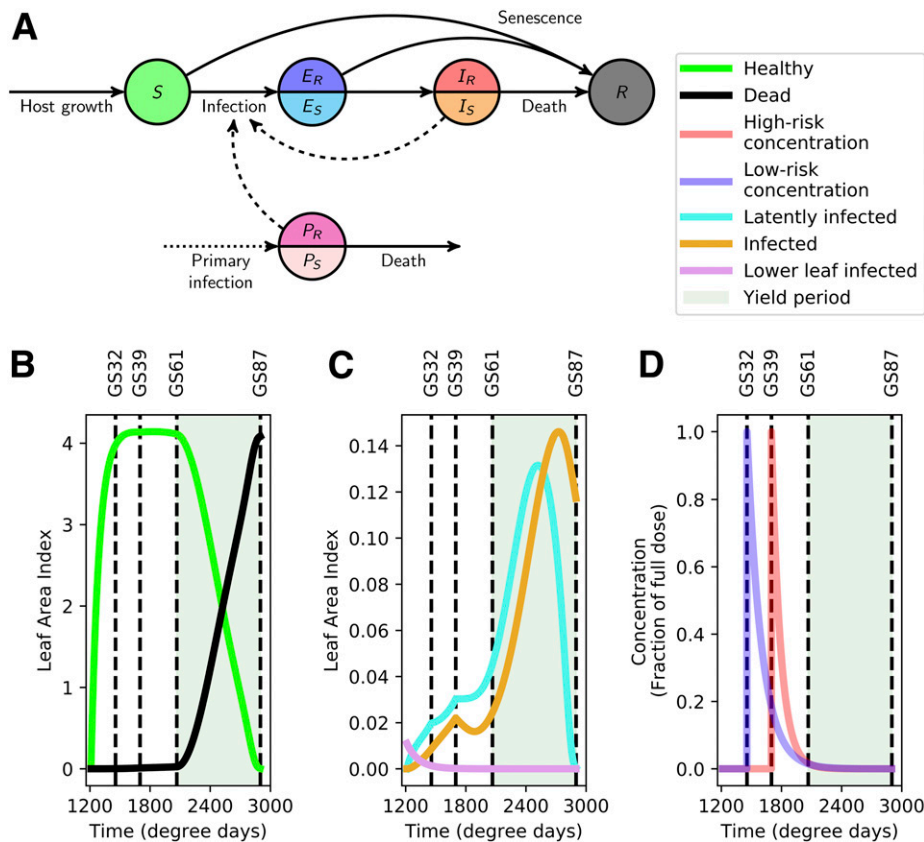 A
Senescence
S
E_R
E_S
I_R
I_S
R
Host growth
Infection
Death
P_R
P_S
Primary
infection
Death
Healthy
Dead
High-risk
concentration
Low-risk
concentration
Latently infected
Infected
Lower leaf infected
Yield period
B
GS32
GS39
GS61
GS87
4
3
2
1
0
Leaf Area Index
1200 1800 2400 3000
Time (degree days)
C
GS32
GS39
GS61
GS87
0.14
0.12
0.10
0.08
0.06
0.04
0.02
0.00
Leaf Area Index
1200 1800 2400 3000
Time (degree days)
D
GS32
GS39
GS61
GS87
1.0
0.8
0.6
0.4
0.2
0.0
Concentration
(Fraction of full dose)
1200 1800 2400 3000
Time (degree days)